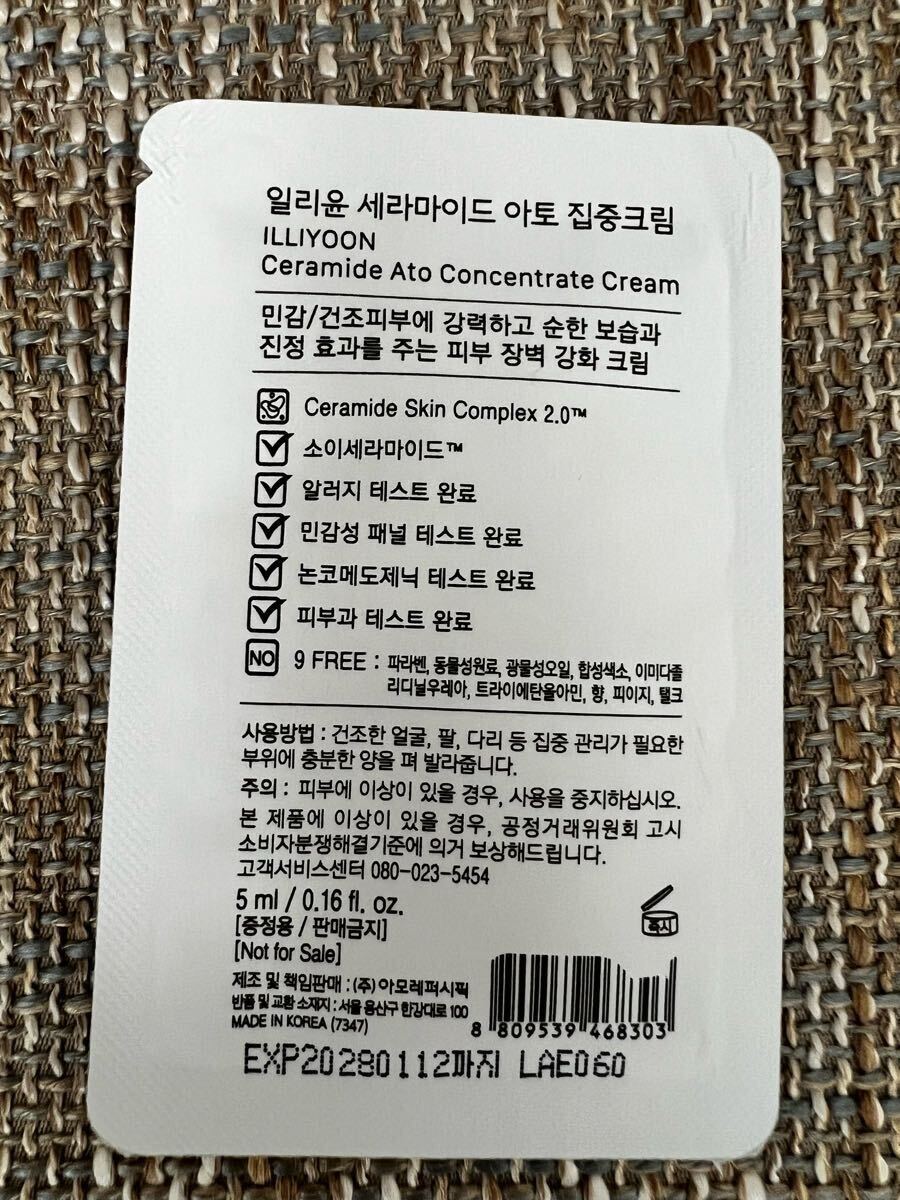 일리윤 세라마이드 아토 집중크림
ILLIYOON
Ceramide Ato Concentrate Cream
민감/건조피부에 강력하고 순한 보습과
진정 효과를 주는 피부 장벽 강화 크림
Ceramide Skin Complex 2.0™
소이세라마이드™
알러지 테스트 완료
민감성 패널 테스트 완료
논코메도제닉 테스트 완료
피부과 테스트 완료
NO 9 FREE : 파라벤, 동물성원료, 광물성오일, 합성색소, 이미다졸
리디닐우레아, 트라이에탄올아민, 향, 피이지, 탤크
사용방법 : 건조한 얼굴, 팔, 다리 등 집중 관리가 필요한
부위에 충분한 양을 펴 발라줍니다.
주의 : 피부에 이상이 있을 경우, 사용을 중지하십시오.
본 제품에 이상이 있을 경우, 공정거래위원회 고시
소비자분쟁해결기준에 의거 보상해드립니다.
고객서비스센터 080-023-5454
5 ml / 0.16 fl. oz.
[증정용 / 판매금지]
[Not for Sale]
즉시
제조 및 책임판매 : (주)아모레퍼시픽
반품 및 교환 소재지 : 서울 용산구 한강대로 100
MADE IN KOREA (7347)
8 809539 468303
EXP20280112까지 LAE060